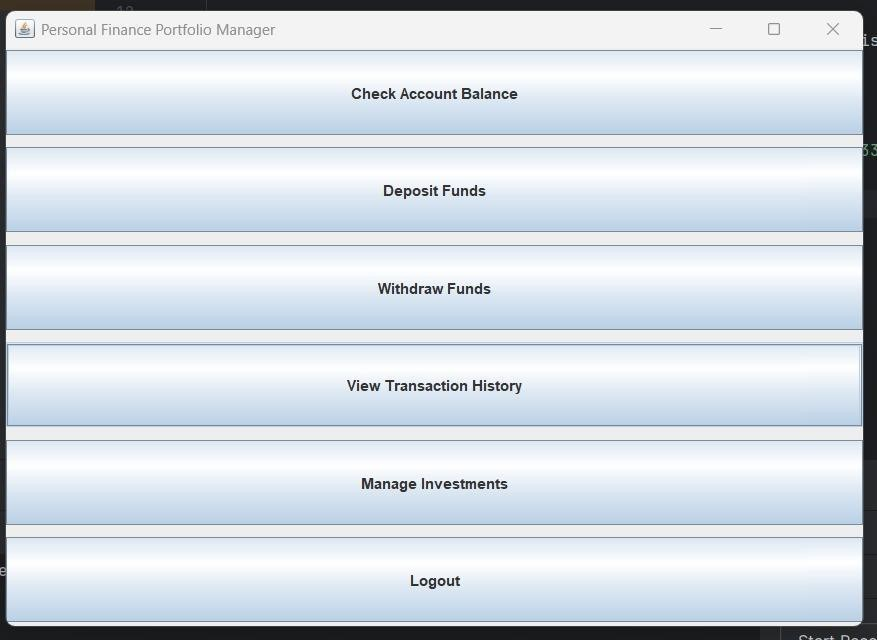 Personal Finance Portfolio Manager
Check Account Balance
Deposit Funds
Withdraw Funds
View Transaction History
Manage Investments
Logout